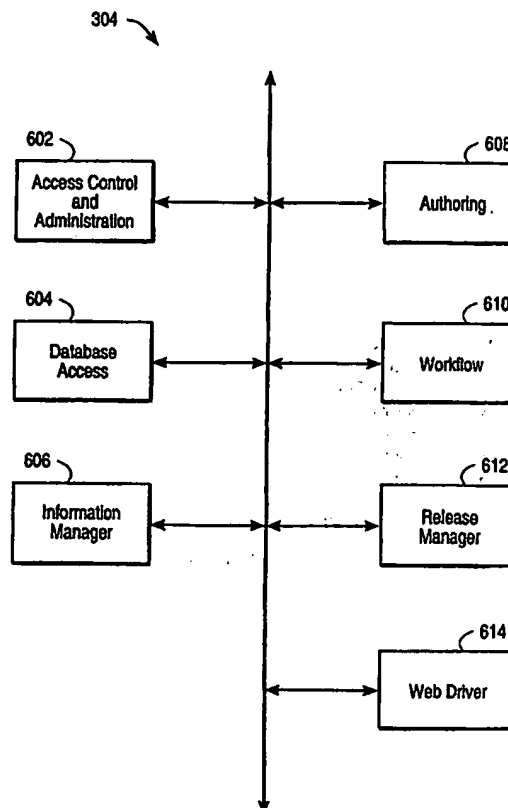 304
602
Access Control
and
Administration
608
Authoring
604
Database
Access
610
Workflow
606
Information
Manager
612
Release
Manager
614
Web Driver